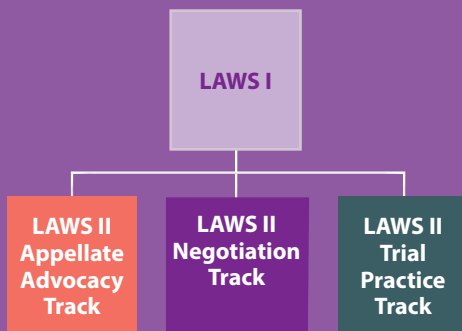 LAWS I
LAWS II
Appellate
Advocacy
Track
LAWS II
Negotiation
Track
LAWS II
Trial
Practice
Track